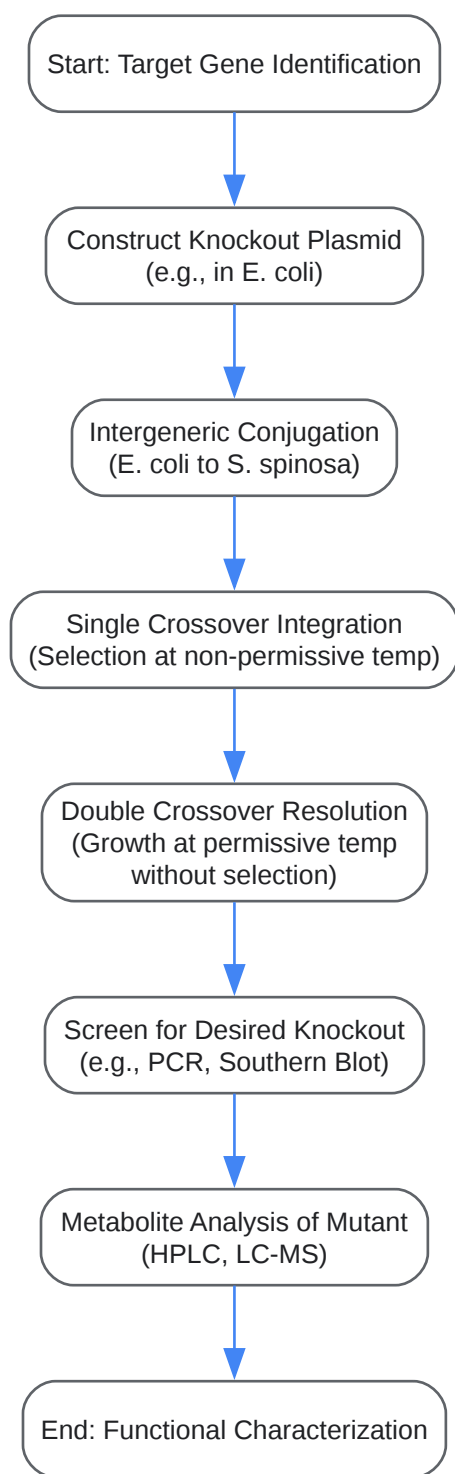 Start: Target Gene Identification
Construct Knockout Plasmid
(e.g., in E. coli)
Intergeneric Conjugation
(E. coli to S. spinosa)
Single Crossover Integration
(Selection at non-permissive temp)
Double Crossover Resolution
(Growth at permissive temp
without selection)
Screen for Desired Knockout
(e.g., PCR, Southern Blot)
Metabolite Analysis of Mutant
(HPLC, LC-MS)
End: Functional Characterization